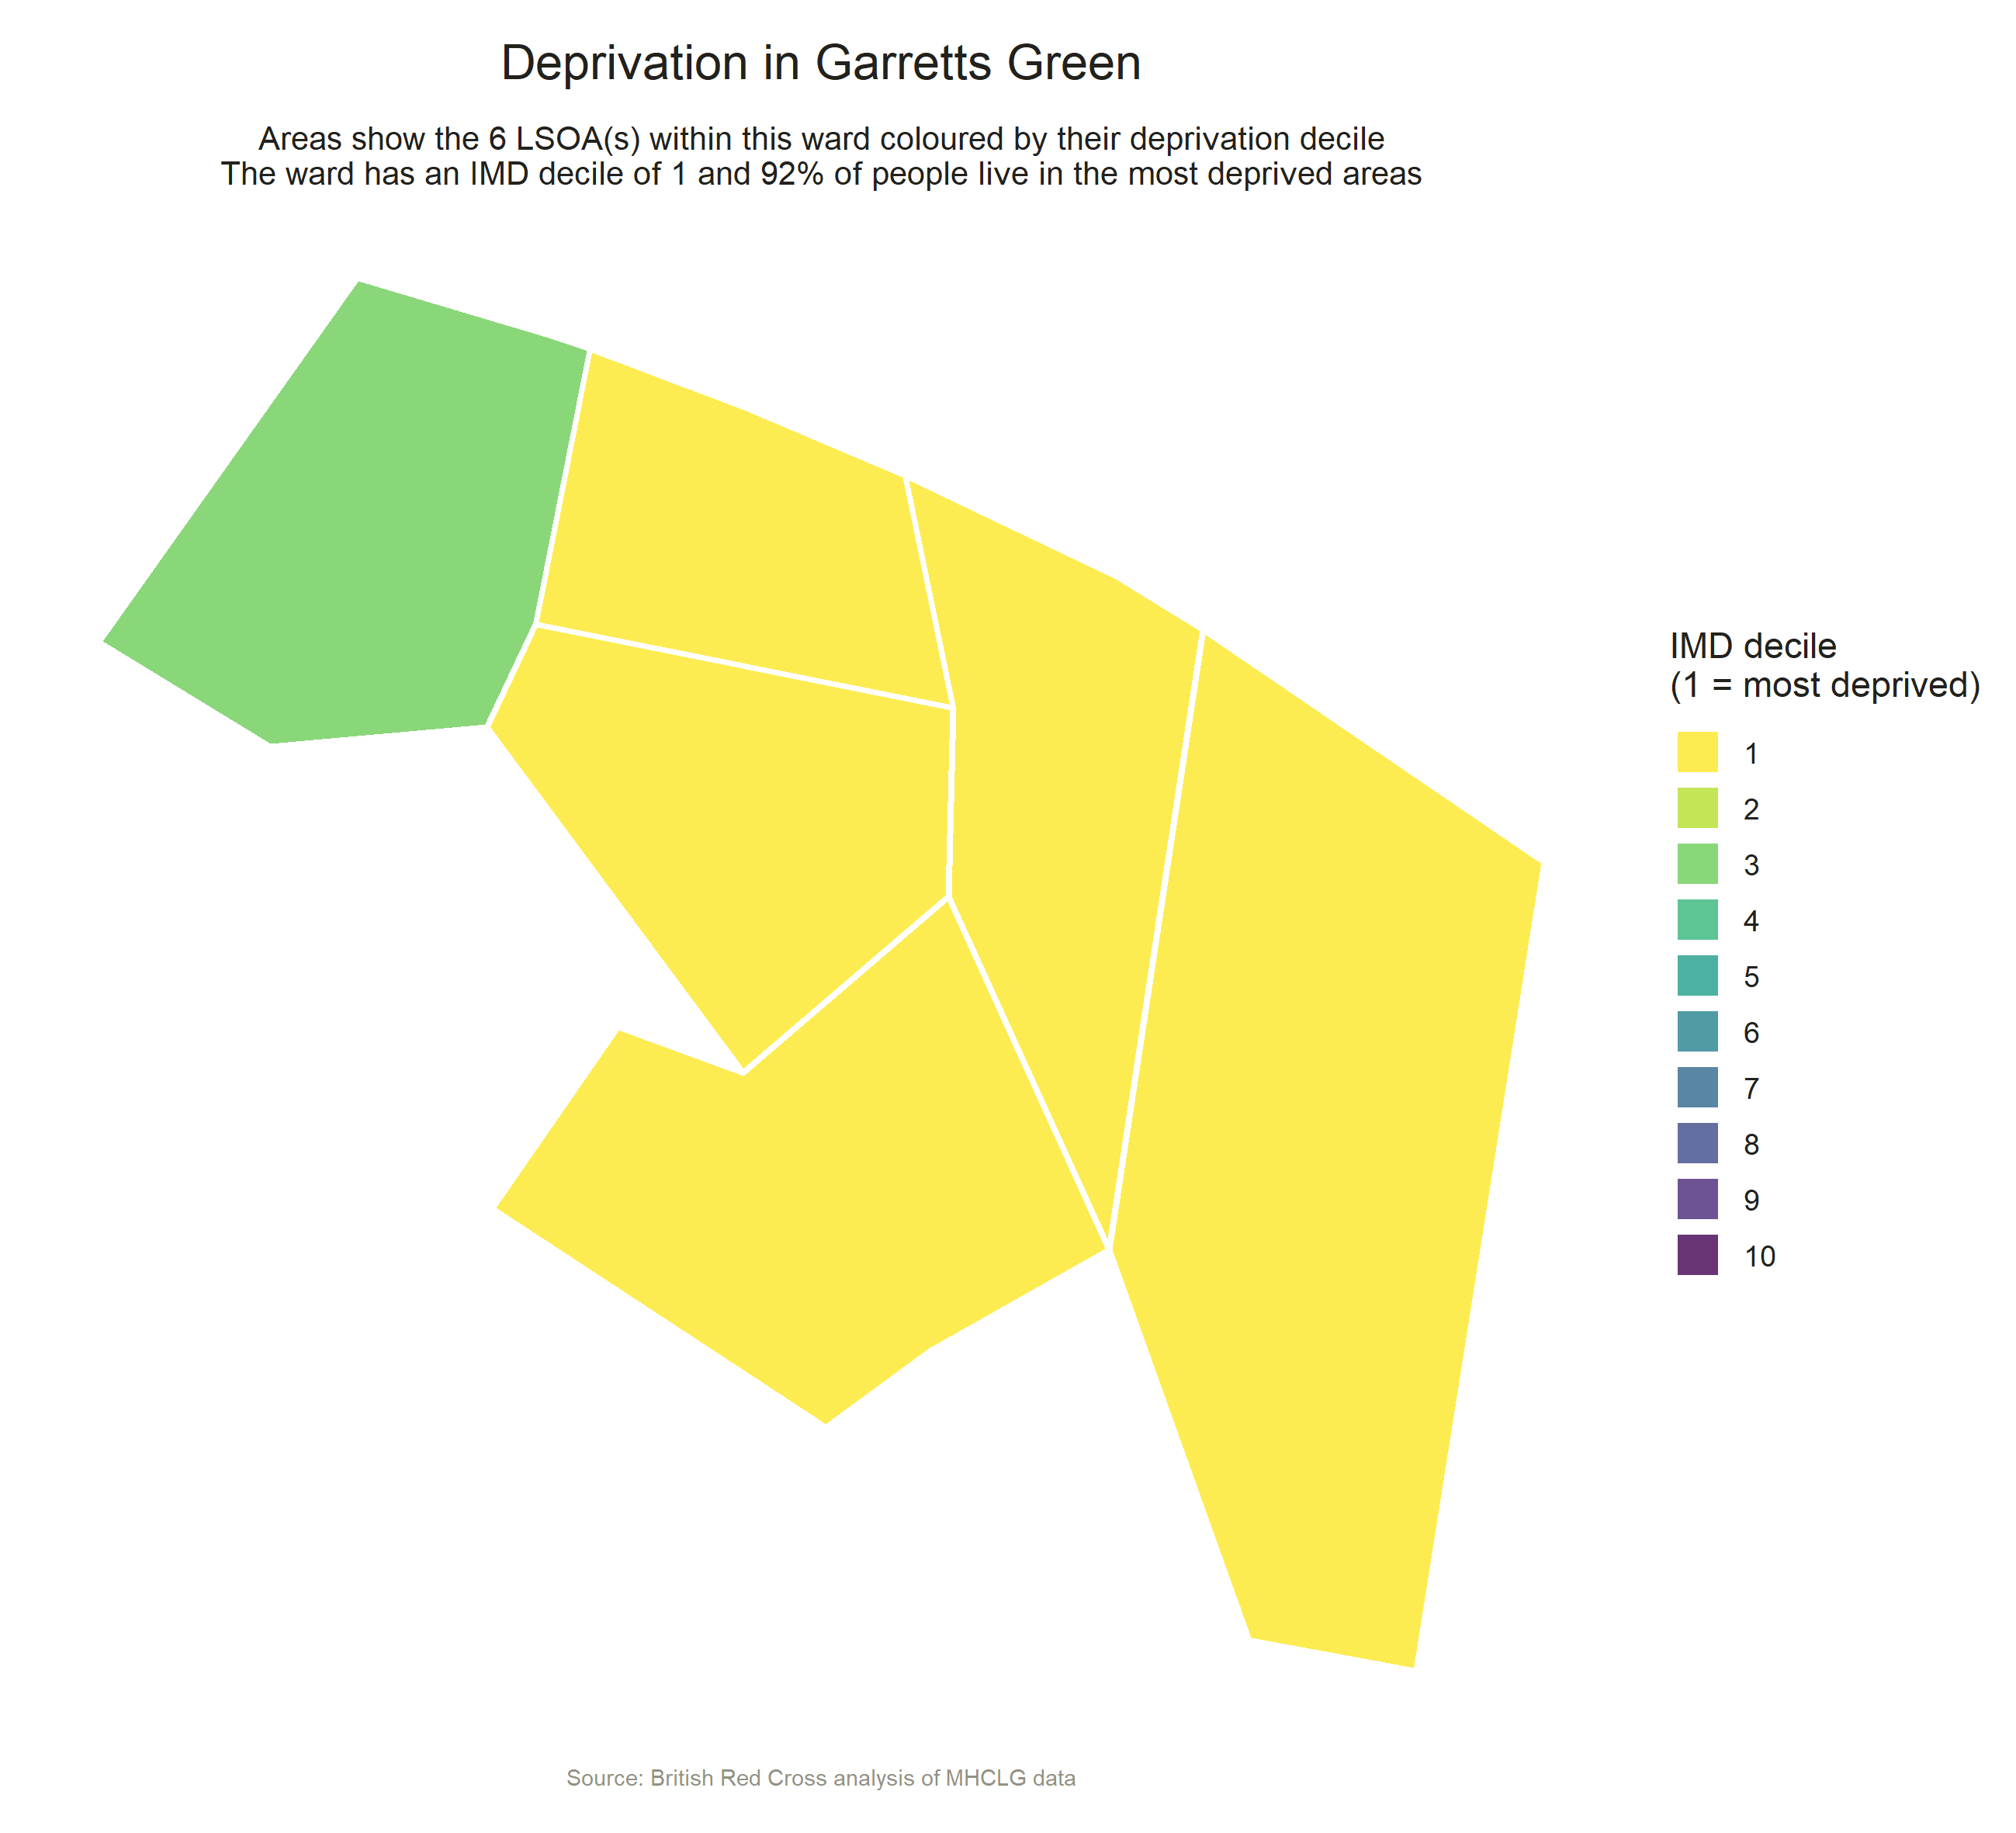 Deprivation in Garretts Green
Areas show the 6 LSOA(s) within this ward coloured by their deprivation decile
The ward has an IMD decile of 1 and 92% of people live in the most deprived areas
IMD decile
(1 = most deprived)
1
2
3
4
5
6
7
8
9
10
Source: British Red Cross analysis of MHCLG data